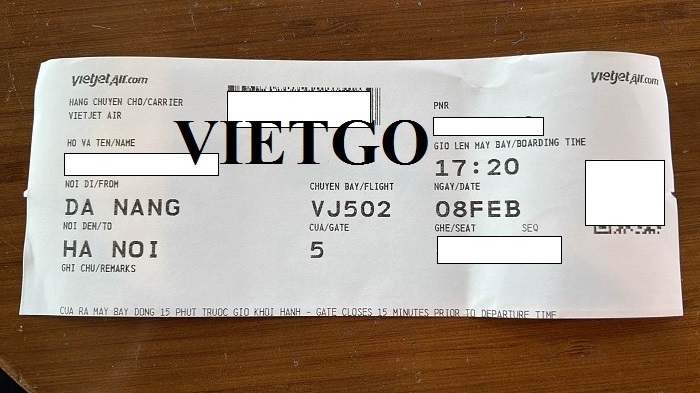 vietjetAir.com
vietjetAir.com
HANG CHUYEN CHO/CARRIER
VIETJET AIR
PNR
VIETGO
HO VA TEN/NAME
GIO LEN MAY BAY/BOARDING TIME
17:20
NOI DI/FROM
CHUYEN BAY/FLIGHT
NGAY/DATE
DA NANG
VJ502
08FEB
NOI DEN/TO
CUA/GATE
GHE/SEAT
SEQ
HA NOI
5
GHI CHU/REMARKS
CUA RA MAY BAY DONG 15 PHUT TRUOC GIO KHOI HANH - GATE CLOSES 15 MINUTES PRIOR TO DEPARTURE TIME